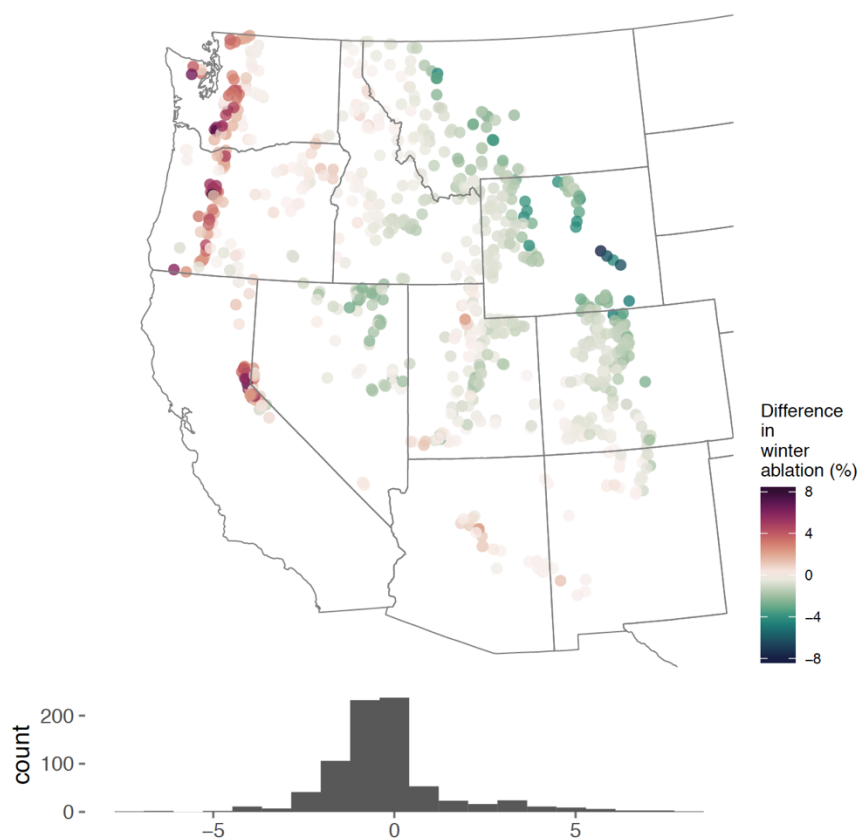 Difference
in
winter
ablation (%)
8
4
0
−4
−8
count
200
100
0
−5
0
5